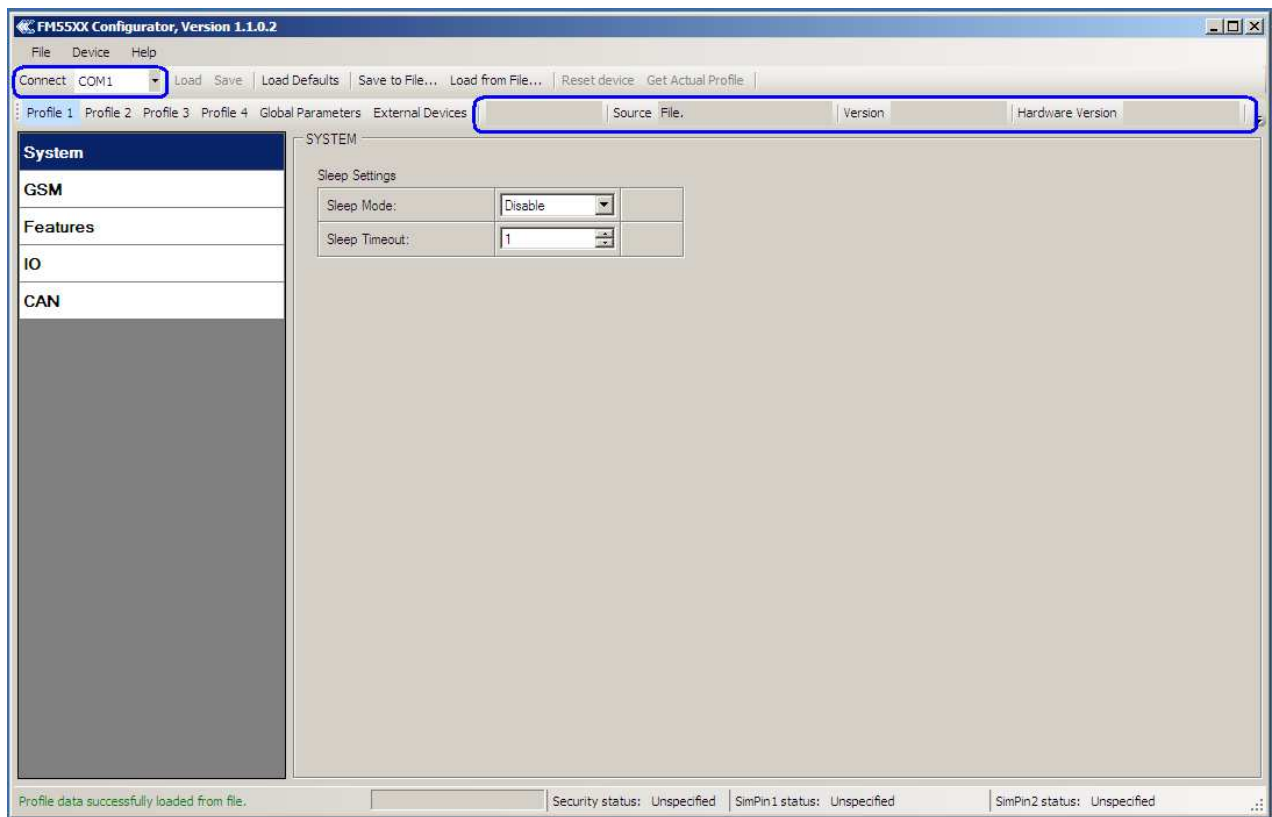 FM55XX Configurator, Version 1.1.0.2
File Device Help
Connect COM1 Load Save Load Defaults Save to File... Load from File... Reset device Get Actual Profile
Profile 1 Profile 2 Profile 3 Profile 4 Global Parameters External Devices Source File. Version Hardware Version
System
GSM
Features
IO
CAN
SYSTEM
Sleep Settings
Sleep Mode: Disable
Sleep Timeout: 1
Profile data successfully loaded from file. Security status: Unspecified SimPin1 status: Unspecified SimPin2 status: Unspecified